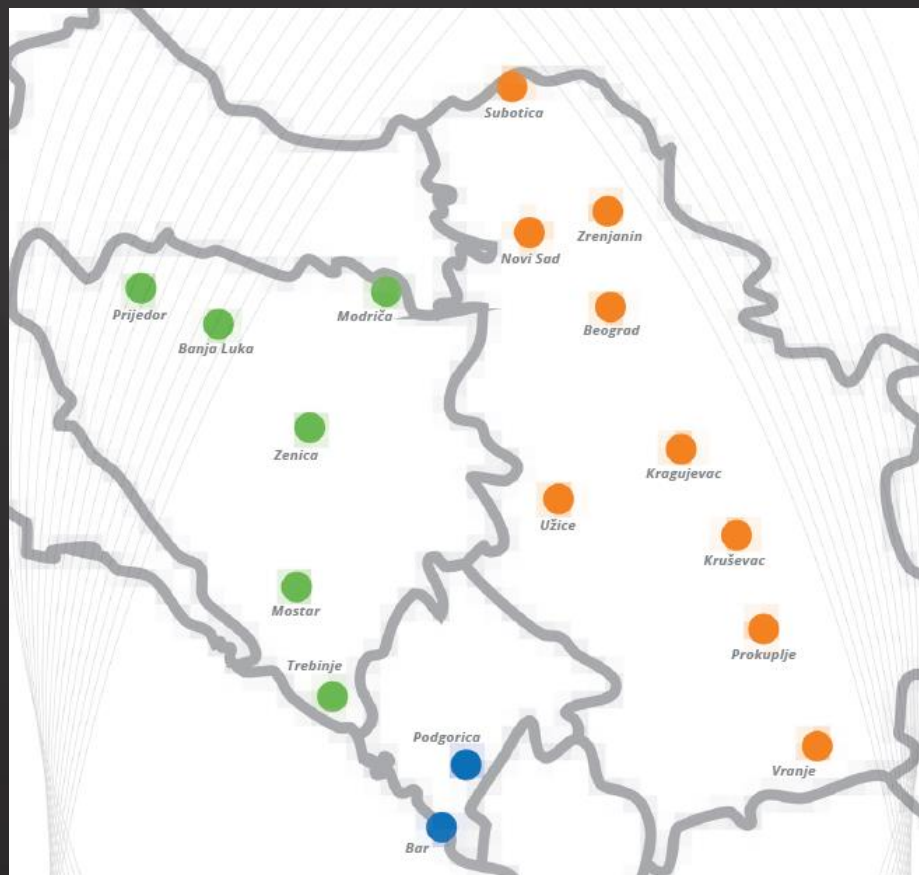 Subotica
Zrenjanin
Novi Sad
Prijedor
Modriča
Beograd
Banja Luka
Zenica
Kragujevac
Užice
Kruševac
Mostar
Prokuplje
Trebinje
Podgorica
Vranje
Bar